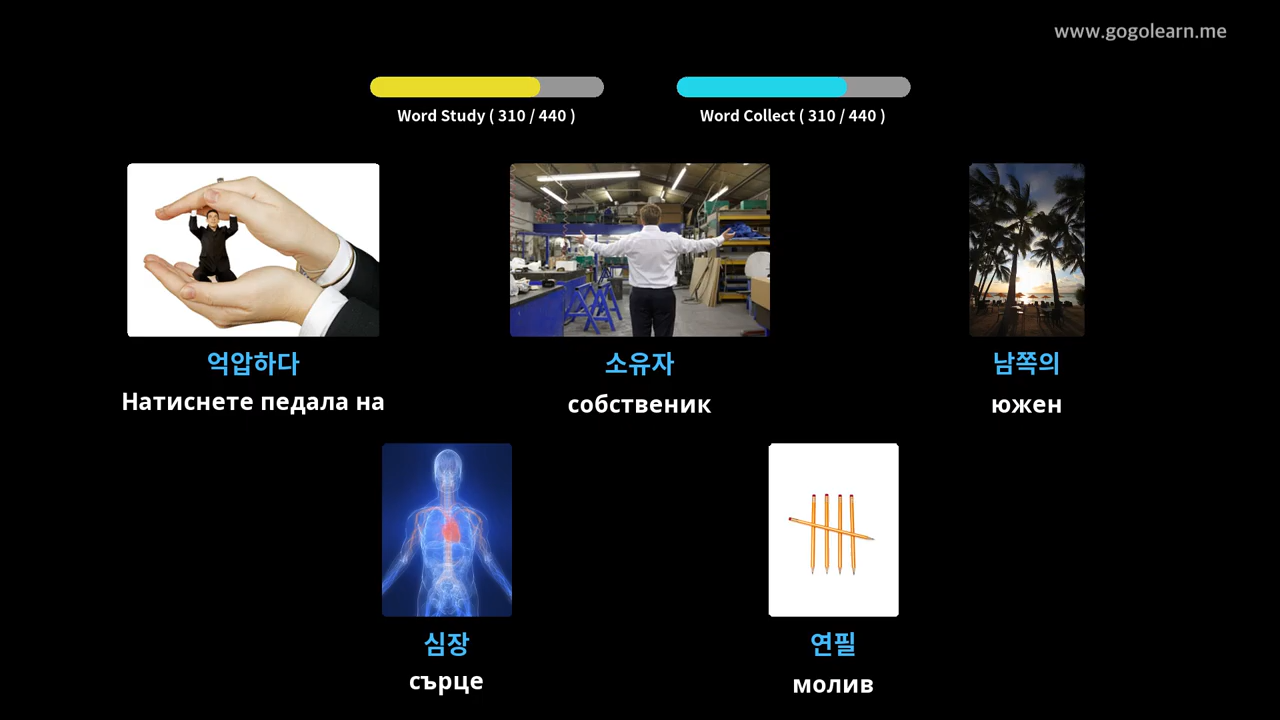 www.gogolearn.me
Word Study ( 310 / 440 )
Word Collect ( 310 / 440 )
억압하다
소유자
남쪽의
Натиснете педала на
собственик
южен
심장
연필
сърце
молив